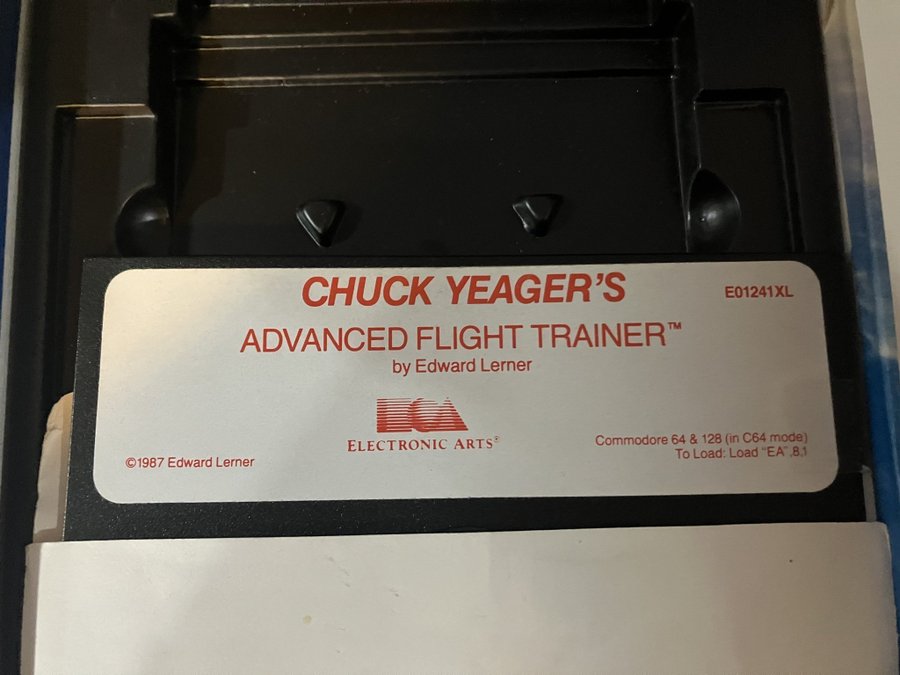 CHUCK YEAGER'S
E01241XL
ADVANCED FLIGHT TRAINER™
by Edward Lerner
ECA
ELECTRONIC ARTS®
Commodore 64 & 128 (in C64 mode)
To Load: Load "EA",8,1
©1987 Edward Lerner